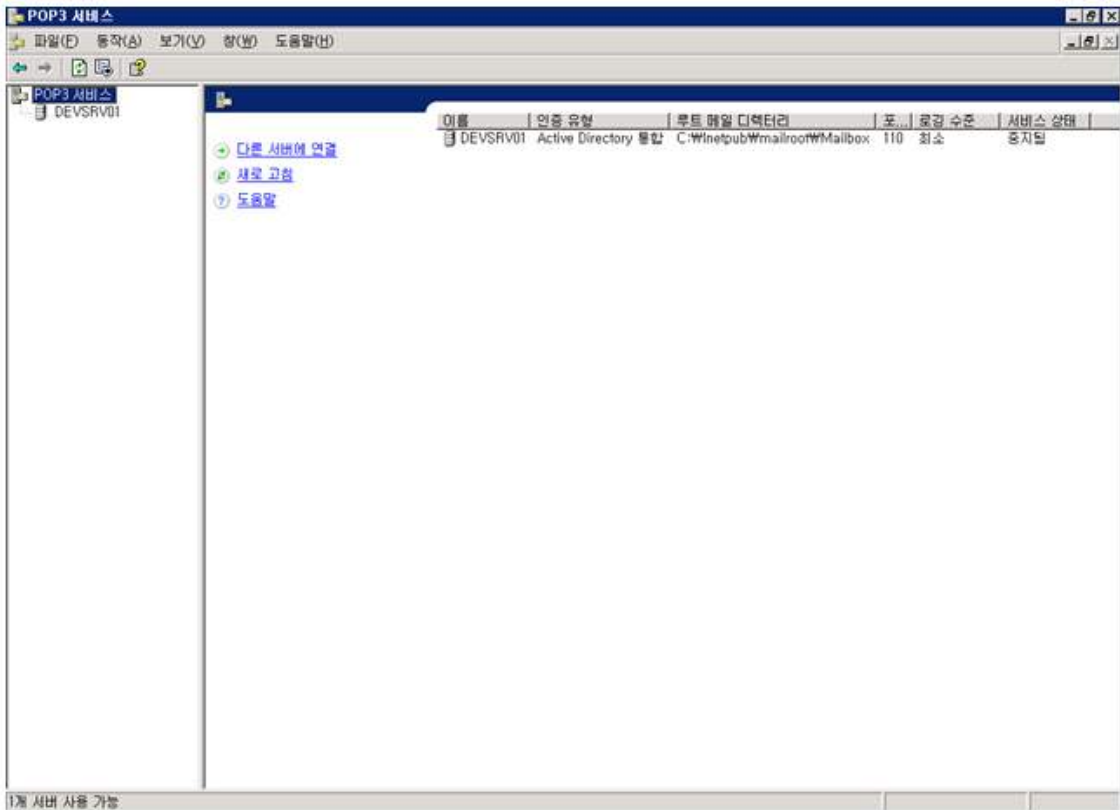 POP3 서비스
파일(F) 동작(A) 보기(V) 창(W) 도움말(H)
POP3 서비스
DEVSRV01
이름 인증 유형 루트 메일 디렉터리 포... 로깅 수준 서비스 상태
DEVSRV01 Active Directory 통합 C:₩Inetpub₩mailroot₩Mailbox 110 최소 중지됨
다른 서버에 연결
새로 고침
도움말
1개 서버 사용 가능